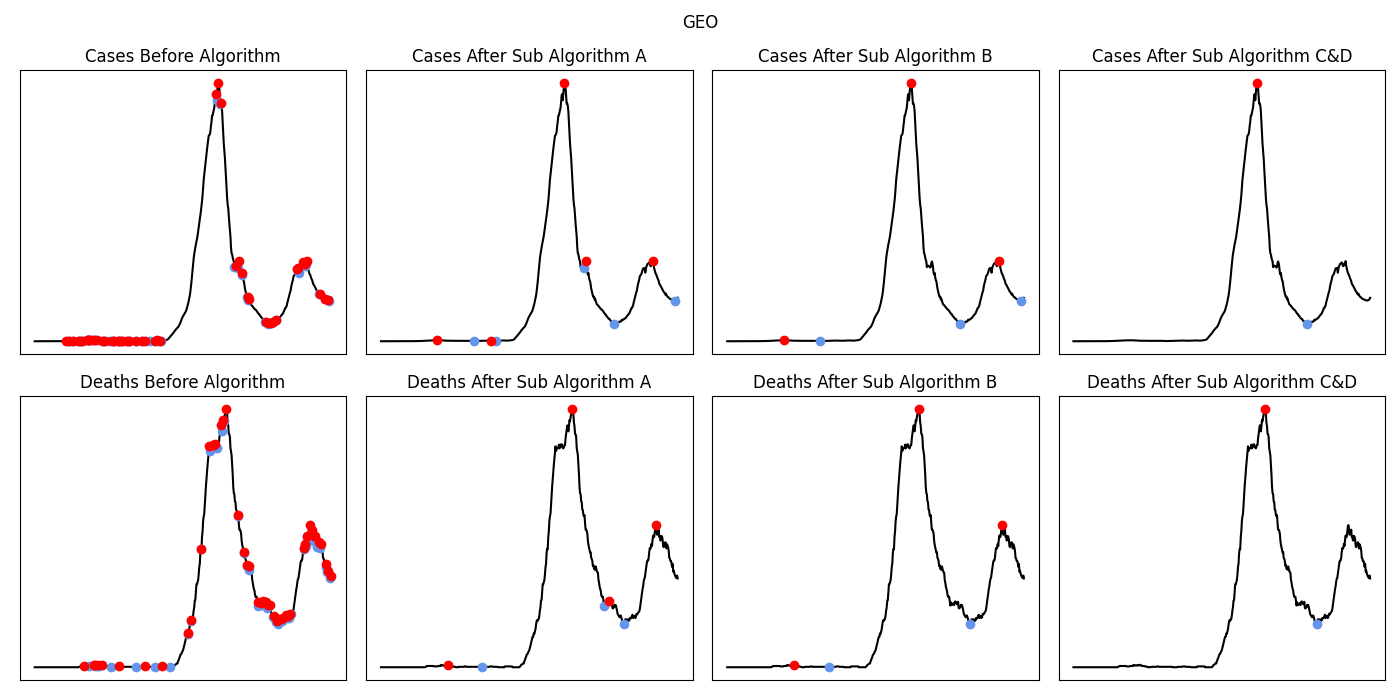 GEO
Cases Before Algorithm
Cases After Sub Algorithm A
Cases After Sub Algorithm B
Cases After Sub Algorithm C&D
Deaths Before Algorithm
Deaths After Sub Algorithm A
Deaths After Sub Algorithm B
Deaths After Sub Algorithm C&D